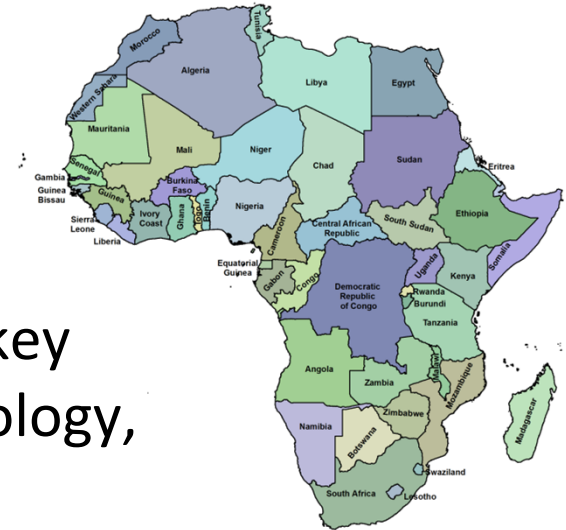 Tunisia
Morocco
Algeria
Libya
Egypt
Western Sahara
Mauritania
Mali
Niger
Chad
Sudan
Eritrea
Senegal
Gambia
Guinea
Bissau
Guinea
Burkina
Faso
Sierra
Leone
Liberia
Ivory
Coast
Ghana
Togo
Benin
Nigeria
Cameroon
Central African
Republic
South Sudan
Ethiopia
Somalia
Equatorial
Guinea
Gabon
Congo
Democratic
Republic
of Congo
Uganda
Kenya
Rwanda
Burundi
Tanzania
key
ology,
Angola
Zambia
Malawi
Mozambique
Zimbabwe
Namibia
Botswana
Madagascar
Swaziland
South Africa
Lesotho